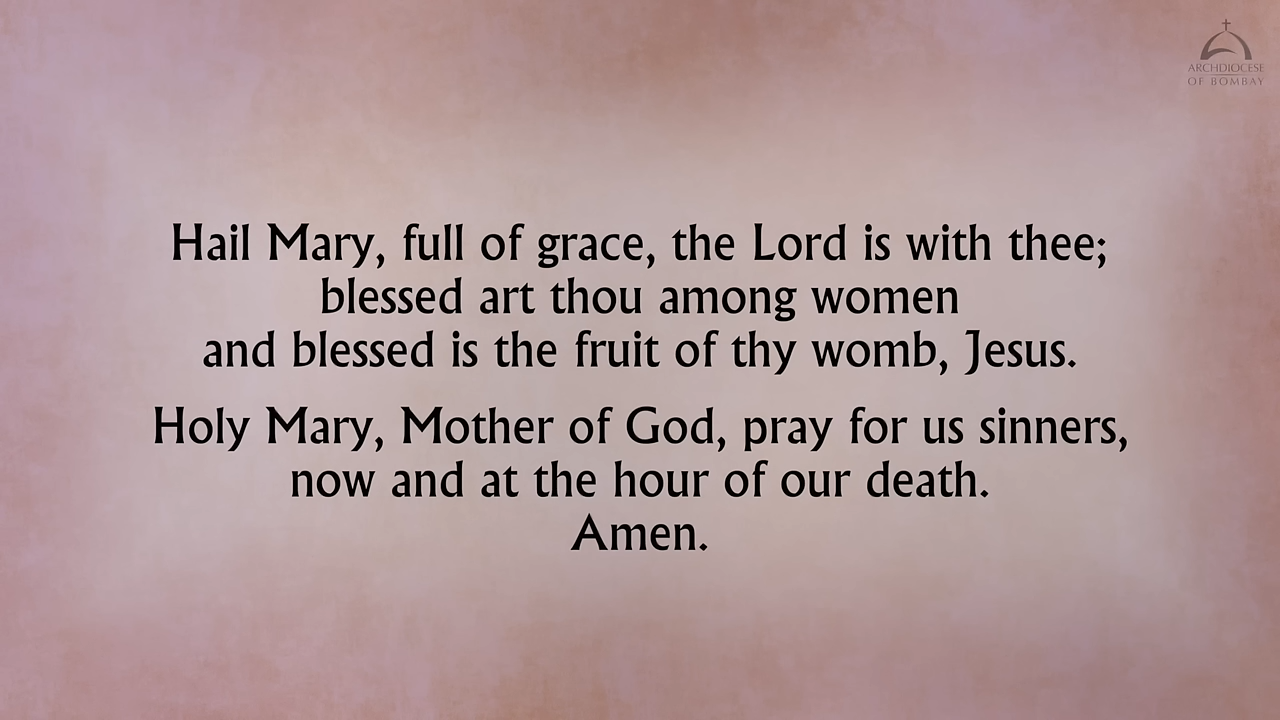 ARCHDIOCESE
OF BOMBAY
Hail Mary, full of grace, the Lord is with thee;
blessed art thou among women
and blessed is the fruit of thy womb, Jesus.
Holy Mary, Mother of God, pray for us sinners,
now and at the hour of our death.
Amen.